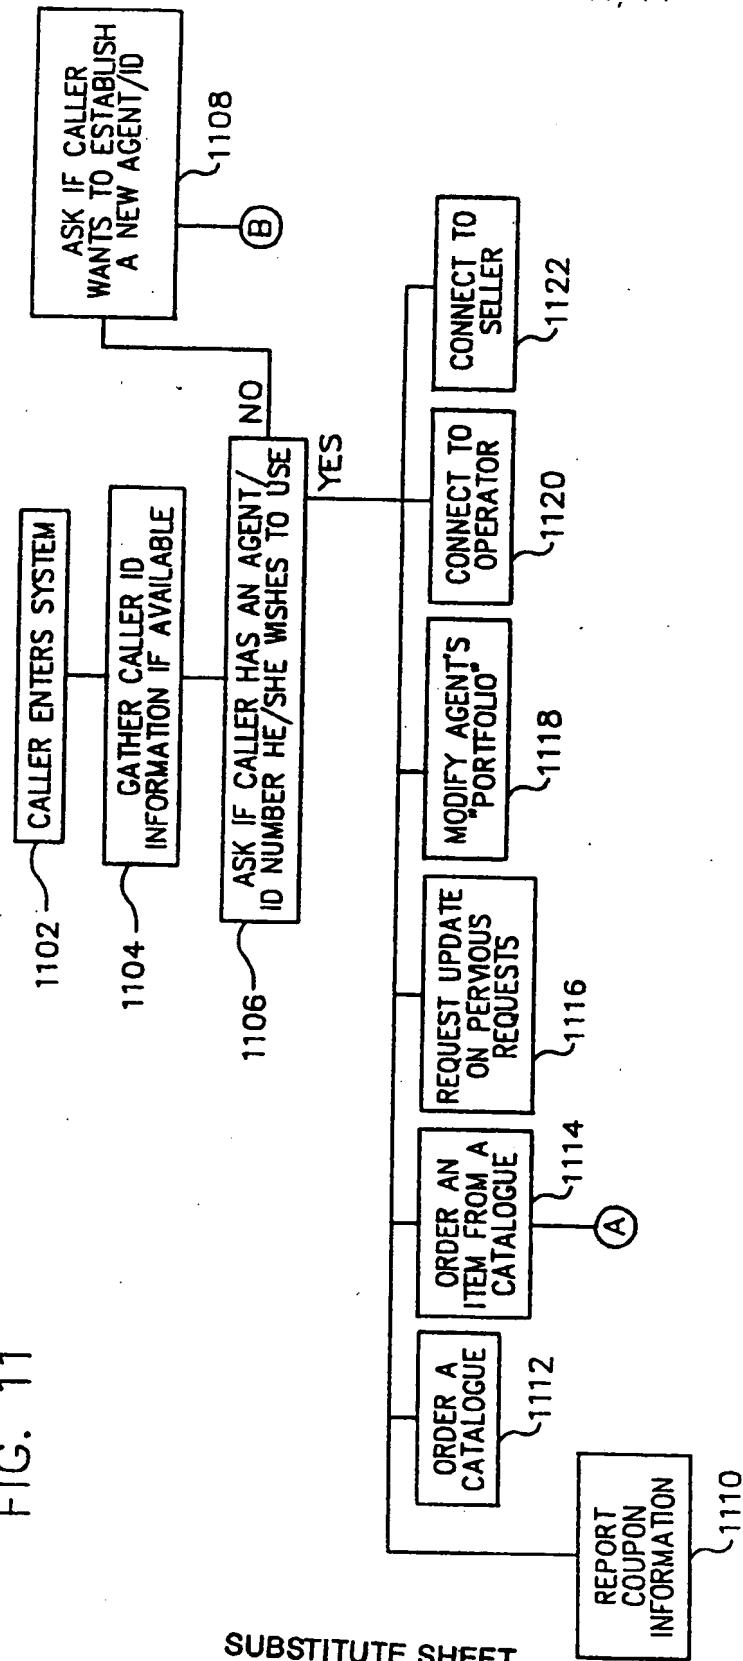 FIG. 11
1102
CALLER ENTERS SYSTEM
1104
GATHER CALLER ID
INFORMATION IF AVAILABLE
1106
ASK IF CALLER HAS AN AGENT/
ID NUMBER HE/SHE WISHES TO USE
NO
YES
ASK IF CALLER
WANTS TO ESTABLISH
A NEW AGENT/ID
1108
B
REPORT
COUPON
INFORMATION
1110
ORDER A
CATALOGUE
1112
ORDER AN
ITEM FROM A
CATALOGUE
1114
A
REQUEST UPDATE
ON PERVIOUS
REQUESTS
1116
MODIFY AGENT'S
"PORTFOLIO"
1118
CONNECT TO
OPERATOR
1120
CONNECT TO
SELLER
1122
SUBSTITUTE SHEET